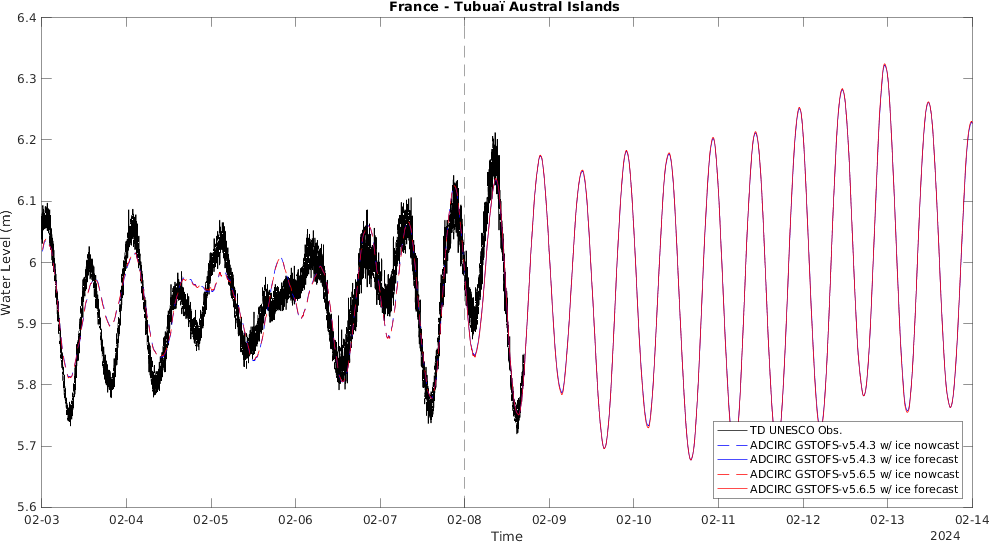 France - Tubuaï Austral Islands
Water Level (m)
6.4
6.3
6.2
6.1
6
5.9
5.8
5.7
5.6
TD UNESCO Obs.
ADCIRC GSTOFS-v5.4.3 w/ ice nowcast
ADCIRC GSTOFS-v5.4.3 w/ ice forecast
ADCIRC GSTOFS-v5.6.5 w/ ice nowcast
ADCIRC GSTOFS-v5.6.5 w/ ice forecast
02-03 02-04 02-05 02-06 02-07 02-08 02-09 02-10 02-11 02-12 02-13 02-14
Time
2024